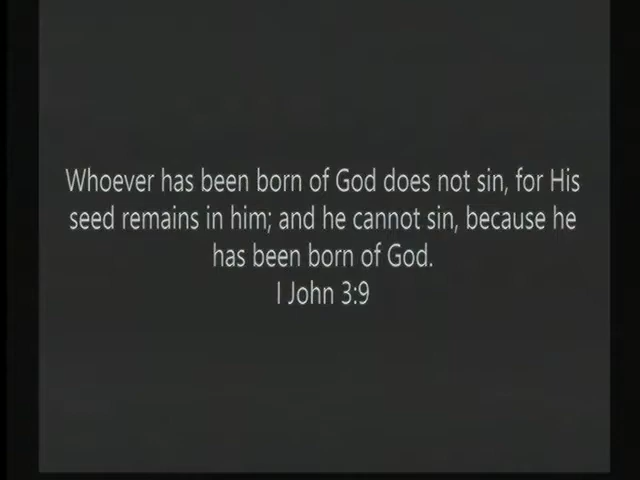 Whoever has been born of God does not sin, for His
seed remains in him; and he cannot sin, because he
has been born of God.
I John 3:9